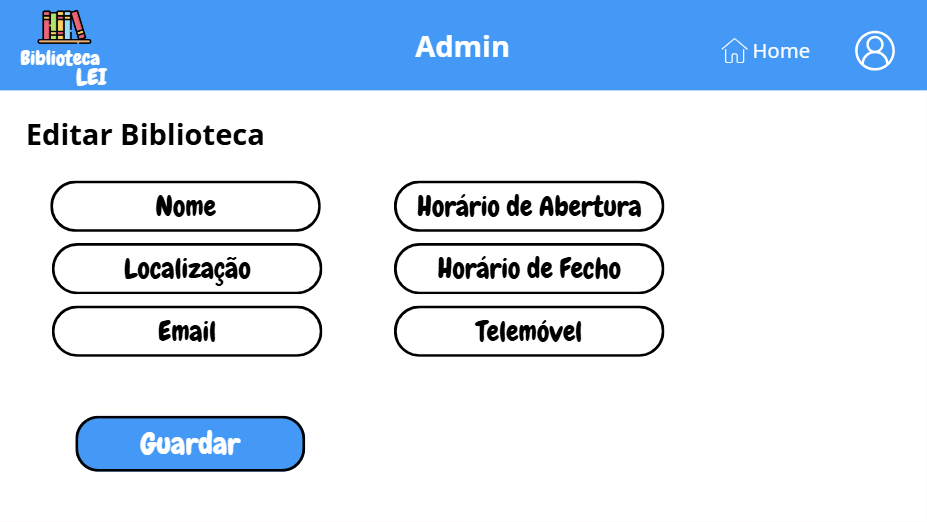 Biblioteca
LEI
Admin
Home
Editar Biblioteca
Nome
Horário de Abertura
Localização
Horário de Fecho
Email
Telemóvel
Guardar